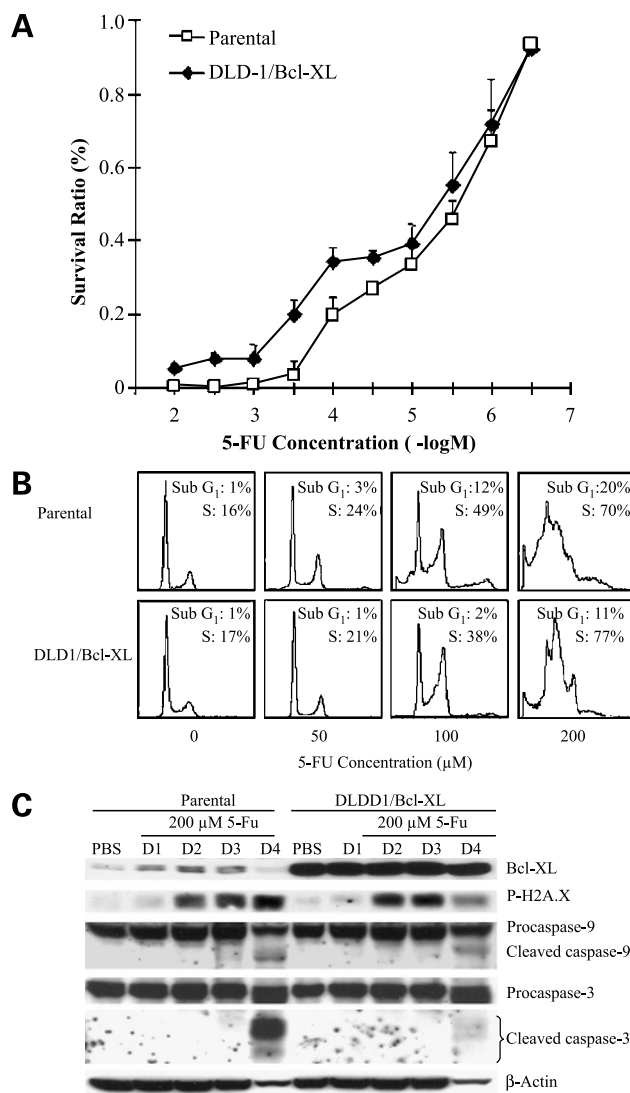 A
1.0
0.8
0.6
0.4
0.2
0
Survival Ratio (%)
Parental
DLD-1/Bcl-XL
2 3 4 5 6 7
5-FU Concentration ( -logM)
B
Parental
Sub G1: 1%
S: 16%
Sub G1: 3%
S: 24%
Sub G1:12%
S: 49%
Sub G1:20%
S: 70%
DLD1/Bcl-XL
Sub G1: 1%
S: 17%
Sub G1: 1%
S: 21%
Sub G1: 2%
S: 38%
Sub G1: 11%
S: 77%
0 50 100 200
5-FU Concentration (μM)
C
Parental DLDD1/Bcl-XL
200 μM 5-Fu 200 μM 5-Fu
PBS D1 D2 D3 D4 PBS D1 D2 D3 D4
Bcl-XL
P-H2A.X
Procaspase-9
Cleaved caspase-9
Procaspase-3
Cleaved caspase-3
β-Actin